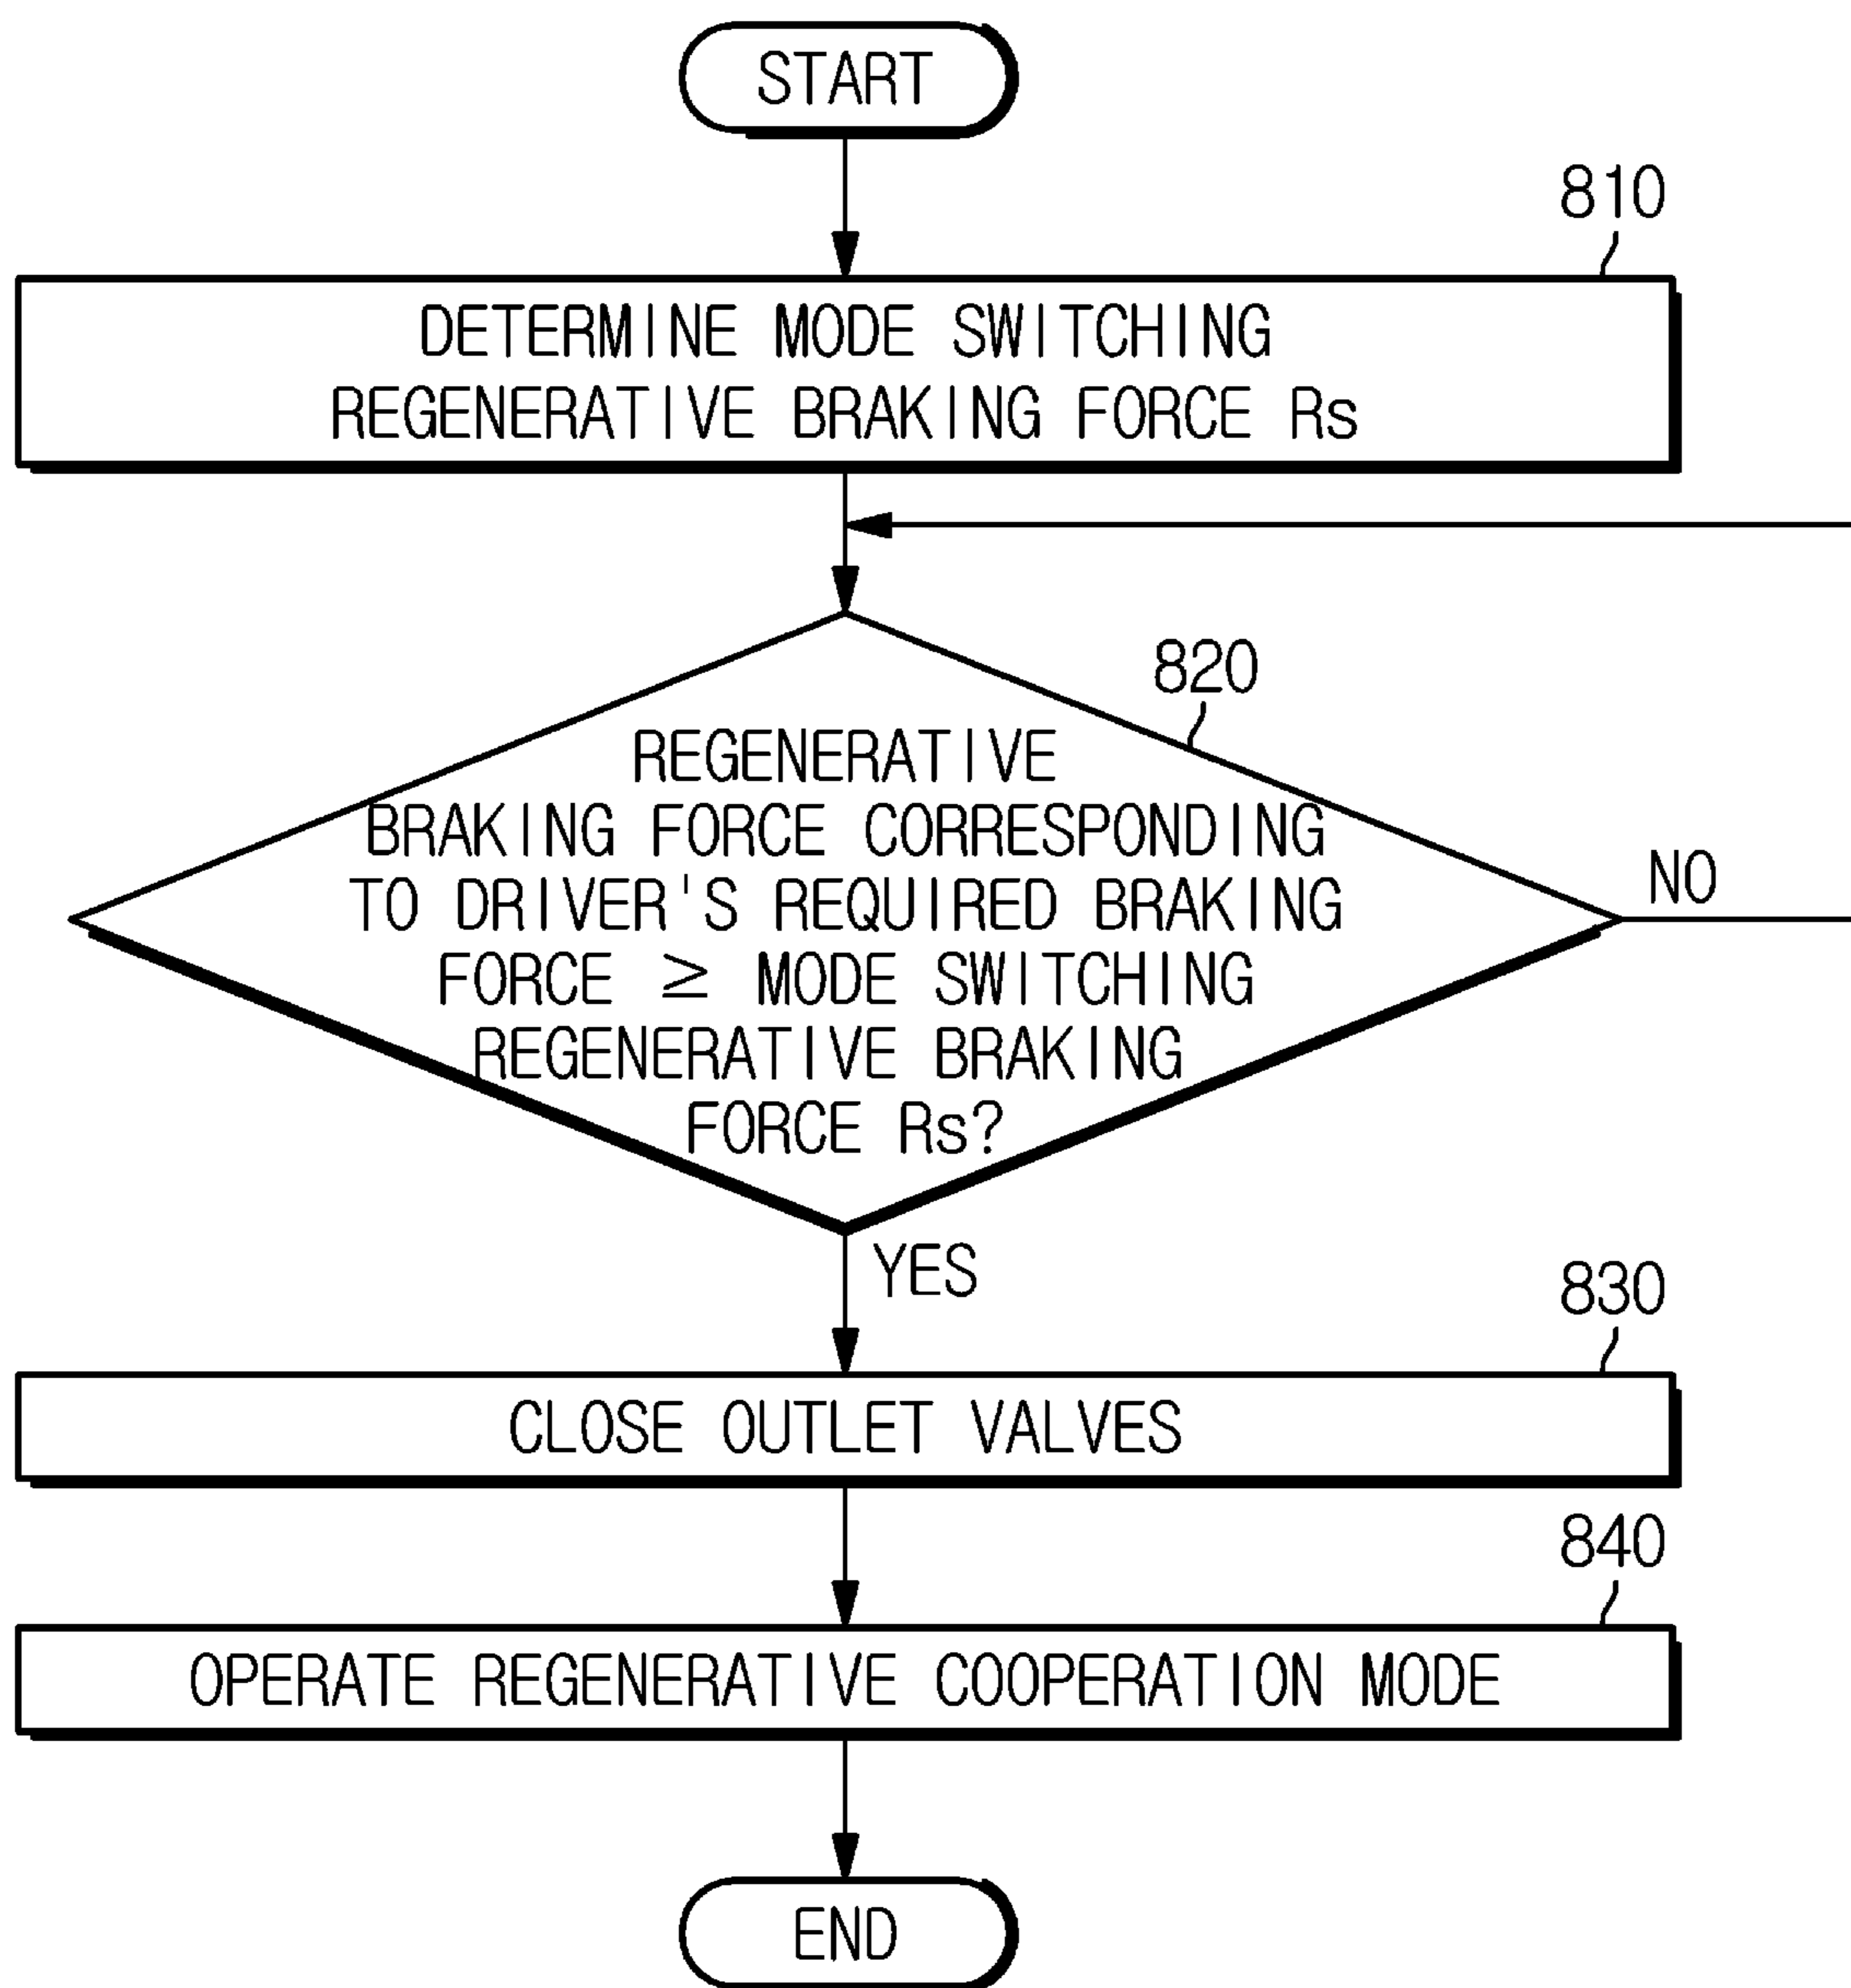 START
810
DETERMINE MODE SWITCHING
REGENERATIVE BRAKING FORCE Rs
820
REGENERATIVE
BRAKING FORCE CORRESPONDING
TO DRIVER'S REQUIRED BRAKING
FORCE ≥ MODE SWITCHING
REGENERATIVE BRAKING
FORCE Rs?
NO
YES
830
CLOSE OUTLET VALVES
840
OPERATE REGENERATIVE COOPERATION MODE
END